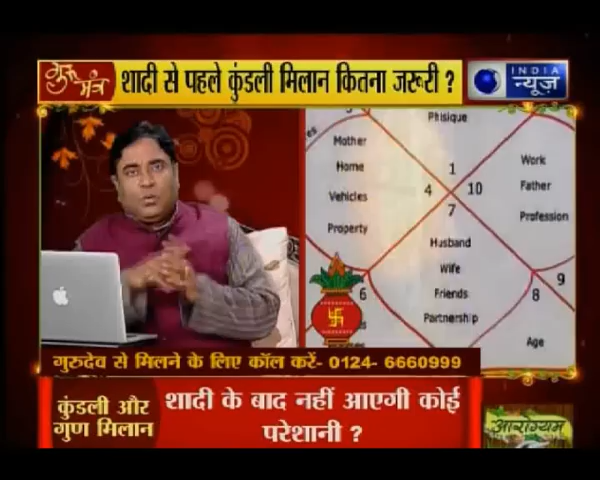 गुरु मंत्र
शादी से पहले कुंडली मिलान कितना जरूरी ?
INDIA
न्यूज़
Phisique
Mother
Home
Vehicles
Property
1
4
10
7
Work
Father
Profession
Husband
Wife
Friends
Partnership
6
9
8
Age
गुरुदेव से मिलने के लिए कॉल करें- 0124- 6660999
कुंडली और
गुण मिलान
शादी के बाद नहीं आएगी कोई
परेशानी ?
आरोग्यम